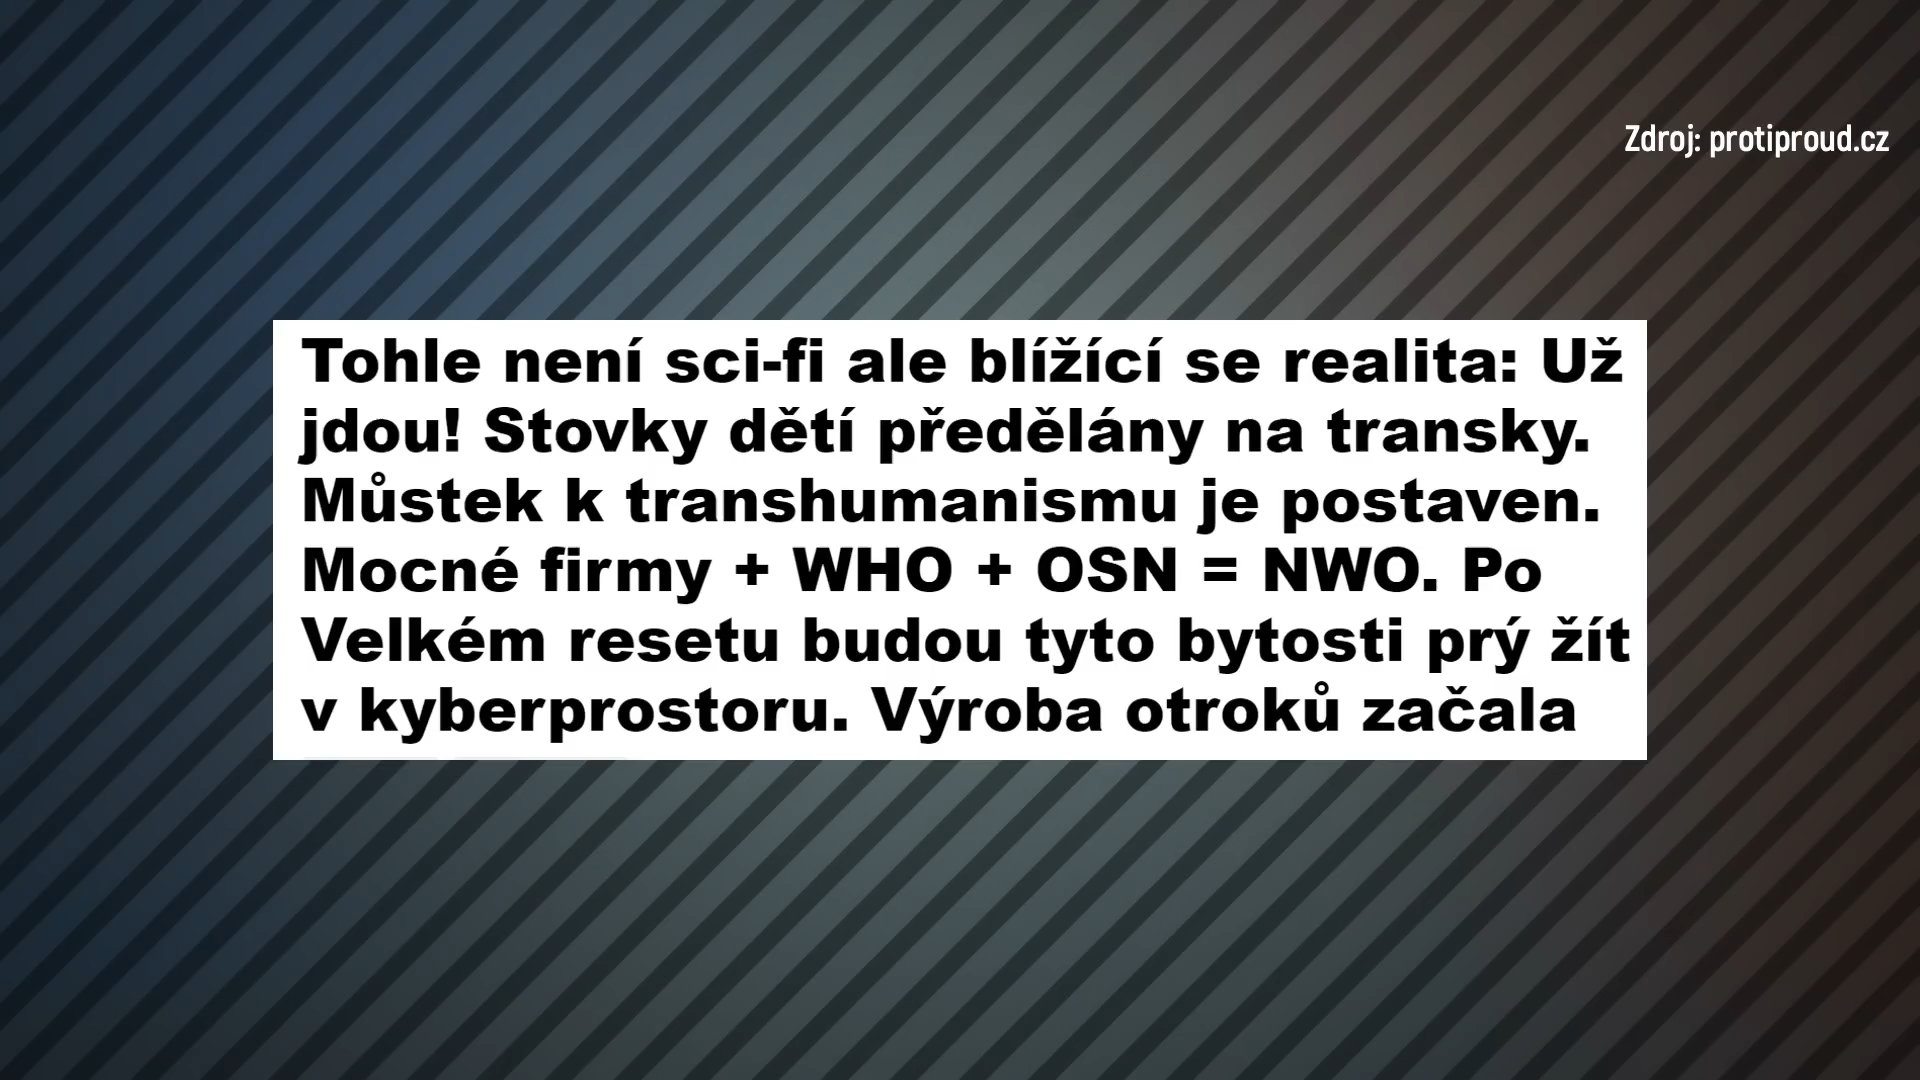 Zdroj: protiproud.cz
Tohle není sci-fi ale blížící se realita: Už
jdou! Stovky dětí předělány na transky.
Můstek k transhumanismu je postaven.
Mocné firmy + WHO + OSN = NWO. Po
Velkém resetu budou tyto bytosti prý žít
v kyberprostoru. Výroba otroků začala